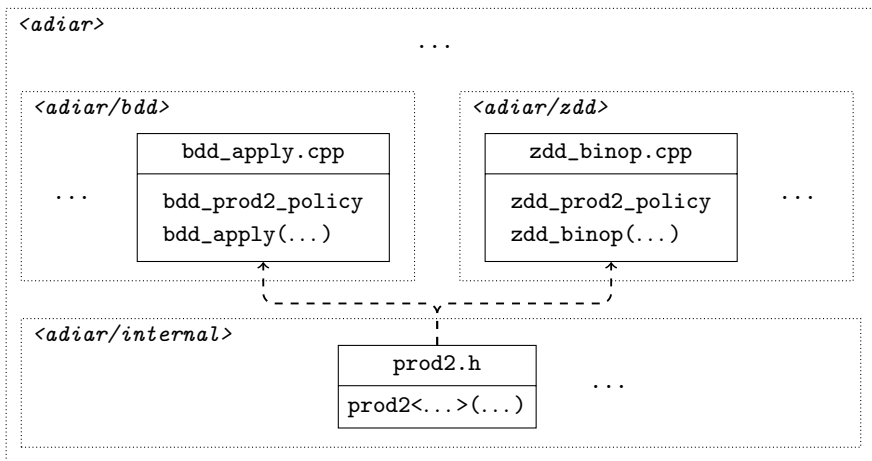 <adiar>
...
<adiar/bdd>
<adiar/zdd>
bdd_apply.cpp
zdd_binop.cpp
...
bdd_prod2_policy
bdd_apply(...)
zdd_prod2_policy
zdd_binop(...)
...
<adiar/internal>
prod2.h
prod2<...>(...)
...